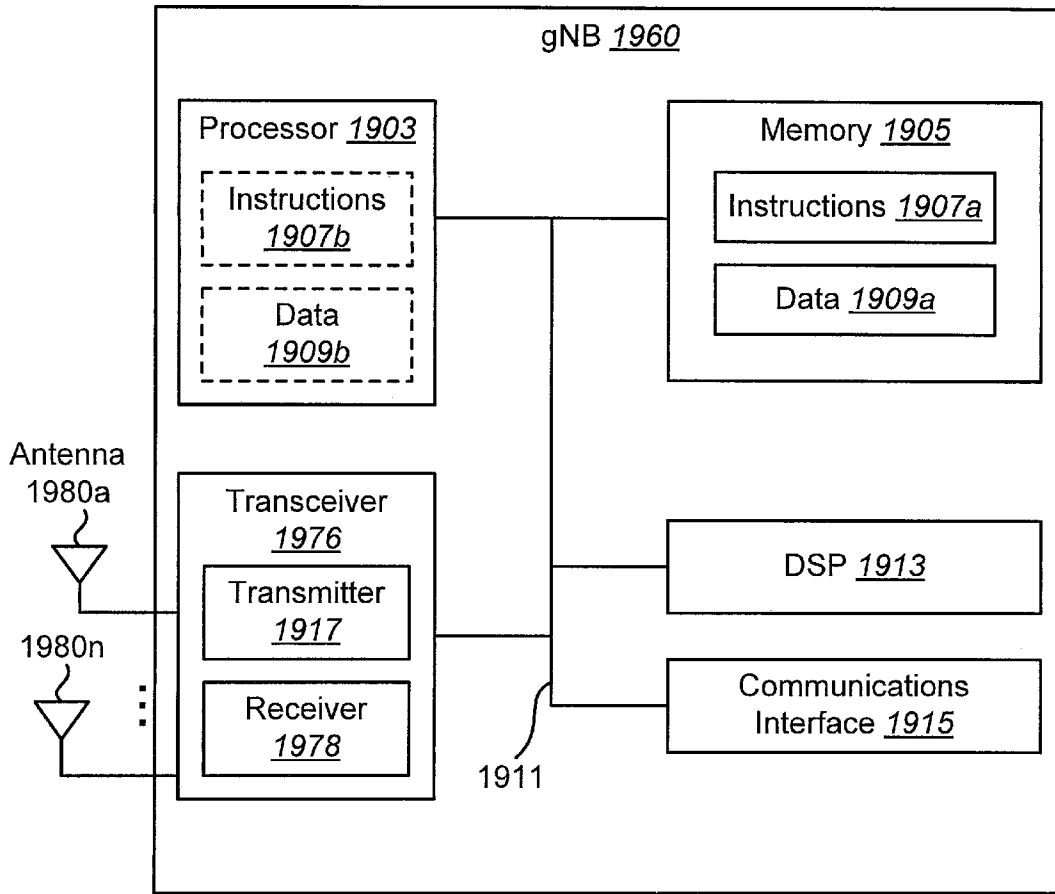 gNB 1960
Processor 1903
Instructions
1907b
Data
1909b
Memory 1905
Instructions 1907a
Data 1909a
Antenna
1980a
1980n
Transceiver
1976
Transmitter
1917
Receiver
1978
DSP 1913
Communications
Interface 1915
1911